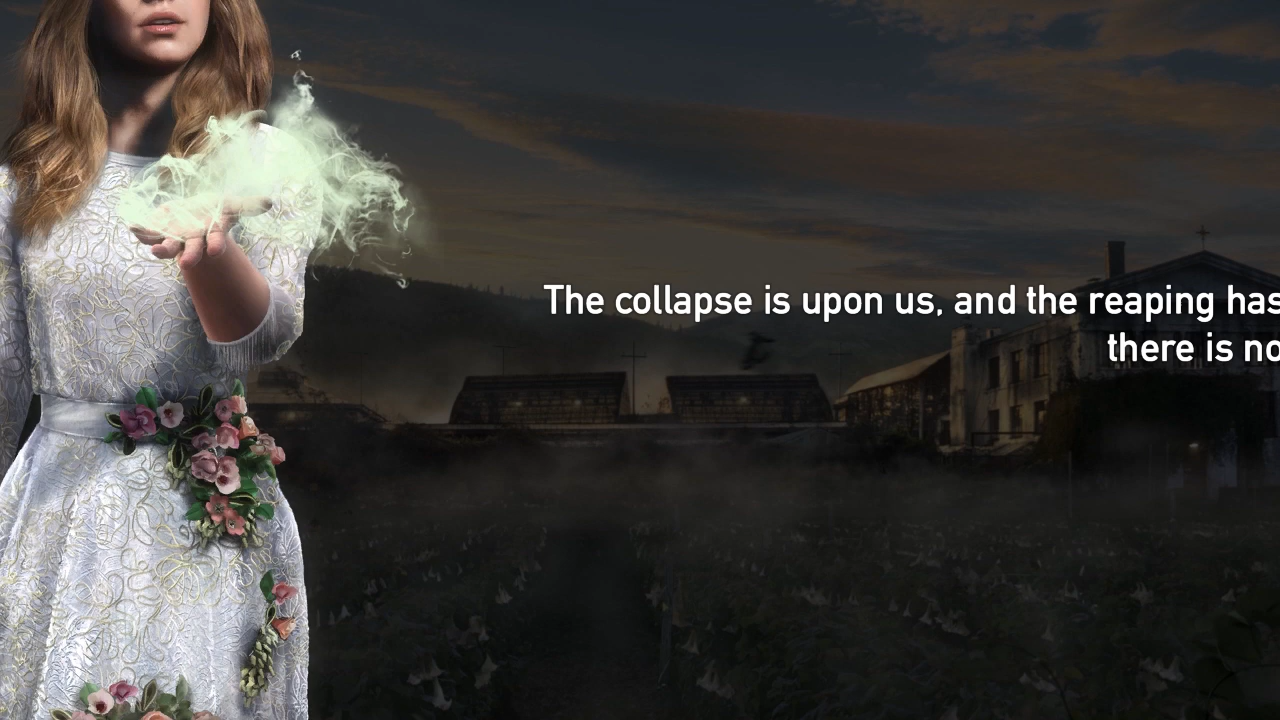 The collapse is upon us, and the reaping has
there is no